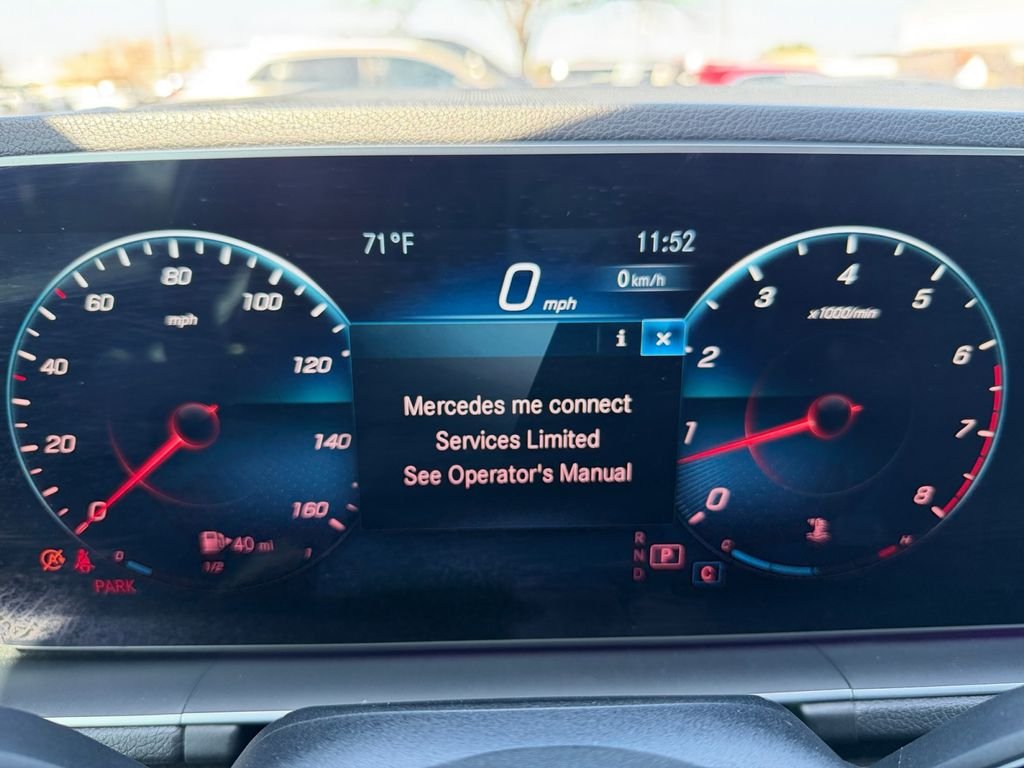 71°F
11:52
0 mph
0 km/h
i ×
Mercedes me connect
Services Limited
See Operator's Manual
0
20
40
60
80
100
120
140
160
mph
0
1
2
3
4
5
6
7
8
x1000/min
40 mi
0 1/2 1
PARK
A
R
N
D
P
C
C H